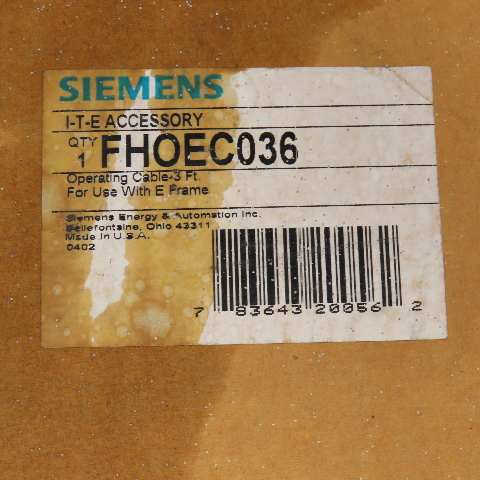 SIEMENS
I-T-E ACCESSORY
QTY
1 FHOEC036
Operating Cable-3 Ft.
For Use With E Frame
Siemens Energy & Automation Inc.
Bellefontaine, Ohio 43311
Made in U.S.A.
0402
7 83643 20056 2